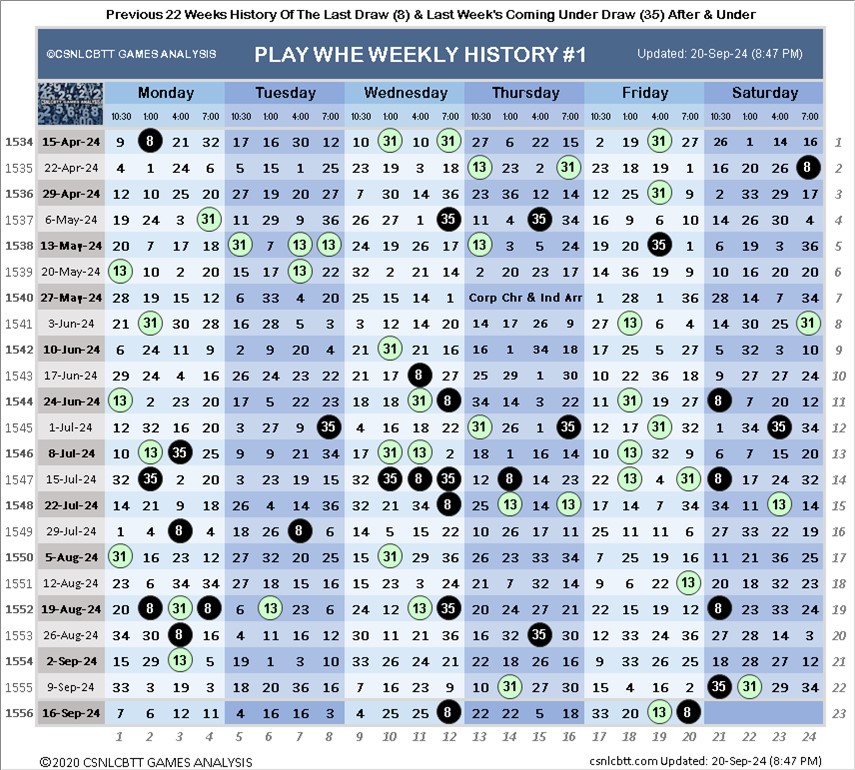 Previous 22 Weeks History Of The Last Draw (8) & Last Week's Coming Under Draw (35) After & Under
©CSNLCBTT GAMES ANALYSIS PLAY WHE WEEKLY HISTORY #1 Updated: 20-Sep-24 (8:47 PM)
CSNLCBTT GAMES ANALYSIS Monday Tuesday Wednesday Thursday Friday Saturday
10:30 1:00 4:00 7:00 10:30 1:00 4:00 7:00 10:30 1:00 4:00 7:00 10:30 1:00 4:00 7:00 10:30 1:00 4:00 7:00 10:30 1:00 4:00 7:00
1534 15-Apr-24 9 8 21 32 17 16 30 12 10 31 10 31 27 6 22 15 2 19 31 27 26 1 14 16 1
1535 22-Apr-24 4 1 24 6 5 15 1 25 23 19 3 18 13 23 2 31 23 18 19 1 16 20 26 8 2
1536 29-Apr-24 12 10 25 20 27 19 20 27 7 30 14 36 23 36 12 14 12 23 31 9 2 33 29 17 3
1537 6-May-24 19 24 3 31 11 29 9 36 26 27 1 35 11 4 35 34 16 9 6 10 14 26 30 4 4
1538 13-May-24 20 7 17 18 31 7 13 13 24 19 26 17 13 3 5 24 19 20 35 1 6 19 3 36 5
1539 20-May-24 13 10 2 20 15 17 13 22 32 2 21 14 2 20 23 17 14 36 19 9 10 16 20 20 6
1540 27-May-24 28 19 15 12 6 33 4 20 25 15 14 1 Corp Chr & Ind Arr 1 28 1 36 28 14 7 34 7
1541 3-Jun-24 21 31 30 28 16 28 5 3 3 12 14 20 14 17 26 9 27 13 6 4 14 30 25 31 8
1542 10-Jun-24 6 24 11 9 2 9 20 4 21 31 21 16 16 1 34 18 17 25 5 27 5 32 3 10 9
1543 17-Jun-24 29 24 4 16 26 24 23 22 21 17 8 27 25 29 1 30 10 22 36 18 9 27 27 24 10
1544 24-Jun-24 13 2 23 20 17 5 22 23 18 18 31 8 34 14 3 22 11 31 19 27 8 7 20 12 11
1545 1-Jul-24 12 32 16 20 3 27 9 35 4 16 18 22 31 26 1 35 12 19 31 32 1 34 35 34 12
1546 8-Jul-24 10 13 35 25 9 9 21 34 17 31 13 2 18 1 16 14 18 13 32 9 6 7 15 20 13
1547 15-Jul-24 32 35 2 20 3 23 19 15 32 35 8 35 12 8 14 23 22 13 4 31 8 17 24 32 14
1548 22-Jul-24 14 21 9 18 26 4 14 36 32 21 34 8 25 13 14 13 17 14 7 34 34 11 13 14 15
1549 29-Jul-24 1 4 8 4 18 26 8 6 14 5 15 22 10 26 17 11 25 11 11 6 27 33 22 19 16
1550 5-Aug-24 31 16 23 12 27 32 20 25 10 31 29 36 26 23 33 34 7 25 19 16 11 21 36 25 17
1551 12-Aug-24 23 6 34 34 27 18 15 16 15 23 3 24 21 7 32 14 9 6 22 13 20 18 32 23 18
1552 19-Aug-24 20 8 31 8 6 13 23 6 24 12 13 35 20 24 27 21 22 15 19 12 8 23 33 24 19
1553 26-Aug-24 34 30 8 16 4 11 16 12 30 11 21 36 16 32 35 30 12 33 24 36 27 28 14 3 20
1554 2-Sep-24 15 29 13 5 19 1 3 10 33 26 24 21 22 18 26 16 9 33 26 25 18 28 27 12 21
1555 9-Sep-24 33 3 19 3 18 20 36 16 7 16 23 9 10 31 27 30 15 4 16 2 35 22 29 34 22
1556 16-Sep-24 7 6 12 11 4 16 16 3 4 25 25 8 22 22 5 18 33 20 13 8 23
1 2 3 4 5 6 7 8 9 10 11 12 13 14 15 16 17 18 19 20 21 22 23 24
©2020 CSNLCBTT GAMES ANALYSIS csnlcbtt.com Updated: 20-Sep-24 (8:47 PM)